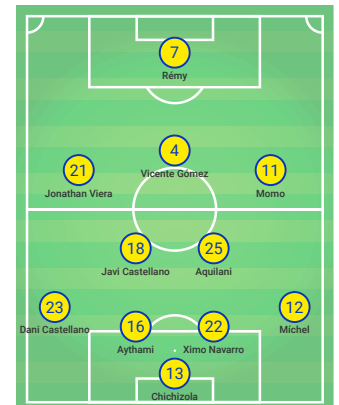 7
Rémy
4
Vicente Gómez
21
Jonathan Viera
11
Momo
18
Javi Castellano
25
Aquilani
23
Dani Castellano
12
Míchel
16
Aythami
22
Ximo Navarro
13
Chichizola